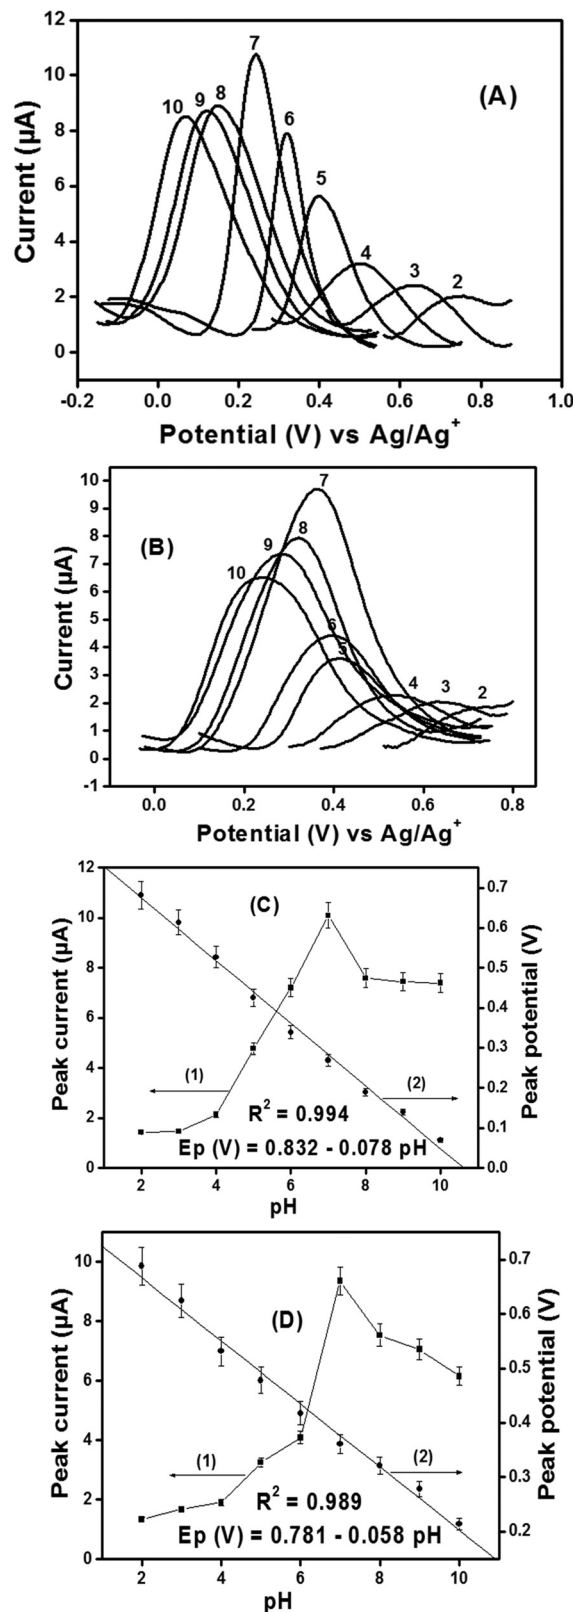 12
10
8
6
4
2
0
Current (µA)
7
10 9 8
6
5
4
3
2
(A)
-0.2 0.0 0.2 0.4 0.6 0.8 1.0
Potential (V) vs Ag/Ag+
10
9
8
7
6
5
4
3
2
1
0
-1
Current (µA)
7
(B)
8
9
10
6
5
4
3
2
0.0 0.2 0.4 0.6 0.8
Potential (V) vs Ag/Ag+
12
10
8
6
4
2
0
Peak current (µA)
(C)
(1)
(2)
R2 = 0.994
Ep (V) = 0.832 - 0.078 pH
0.7
0.6
0.5
0.4
0.3
0.2
0.1
0.0
Peak potential (V)
2 4 6 8 10
pH
10
8
6
4
2
0
Peak current (µA)
(D)
(1)
(2)
R2 = 0.989
Ep (V) = 0.781 - 0.058 pH
0.7
0.6
0.5
0.4
0.3
0.2
Peak potential (V)
2 4 6 8 10
pH